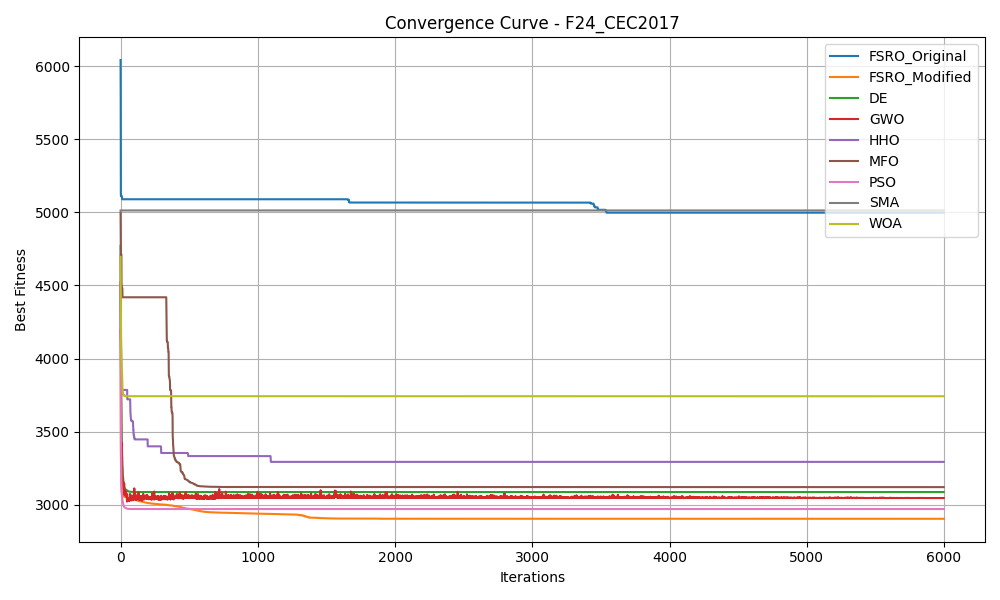 Convergence Curve - F24_CEC2017
Best Fitness
6000
5500
5000
4500
4000
3500
3000
0
1000
2000
3000
4000
5000
6000
Iterations
FSRO_Original
FSRO_Modified
DE
GWO
HHO
MFO
PSO
SMA
WOA